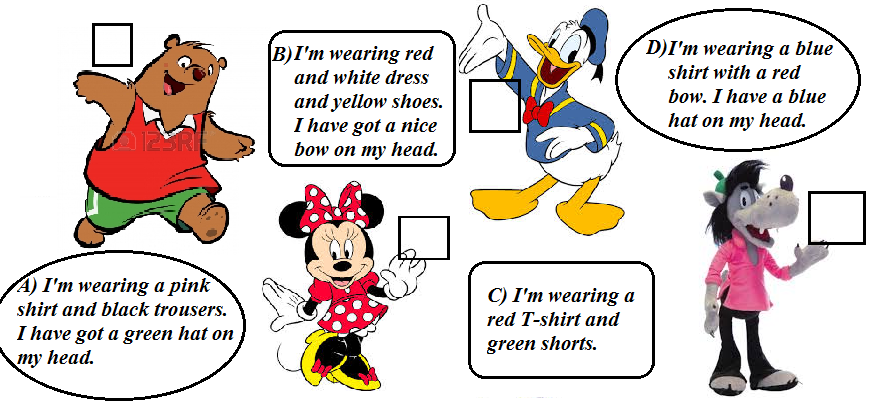 B) I'm wearing red
and white dress
and yellow shoes.
I have got a nice
bow on my head.
D) I'm wearing a blue
shirt with a red
bow. I have a blue
hat on my head.
123RF
A) I'm wearing a pink
shirt and black trousers.
I have got a green hat on
my head.
C) I'm wearing a
red T-shirt and
green shorts.